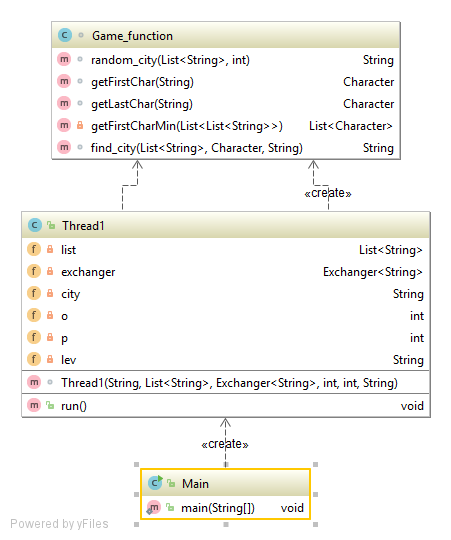 Game_function
random_city(List<String>, int) String
getFirstChar(String) Character
getLastChar(String) Character
getFirstCharMin(List<List<String>>) List<Character>
find_city(List<String>, Character, String) String
«create»
Thread1
list List<String>
exchanger Exchanger<String>
city String
o int
p int
lev String
Thread1(String, List<String>, Exchanger<String>, int, int, String)
run() void
«create»
Main
main(String[]) void
Powered by yFiles